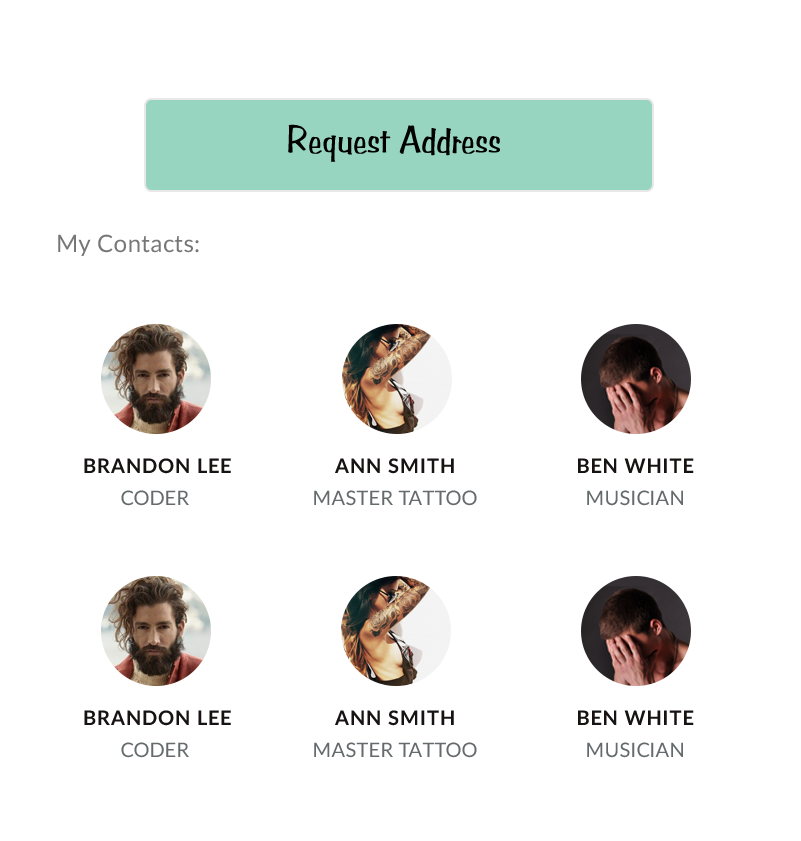 Request Address
My Contacts:
BRANDON LEE
CODER
ANN SMITH
MASTER TATTOO
BEN WHITE
MUSICIAN
BRANDON LEE
CODER
ANN SMITH
MASTER TATTOO
BEN WHITE
MUSICIAN